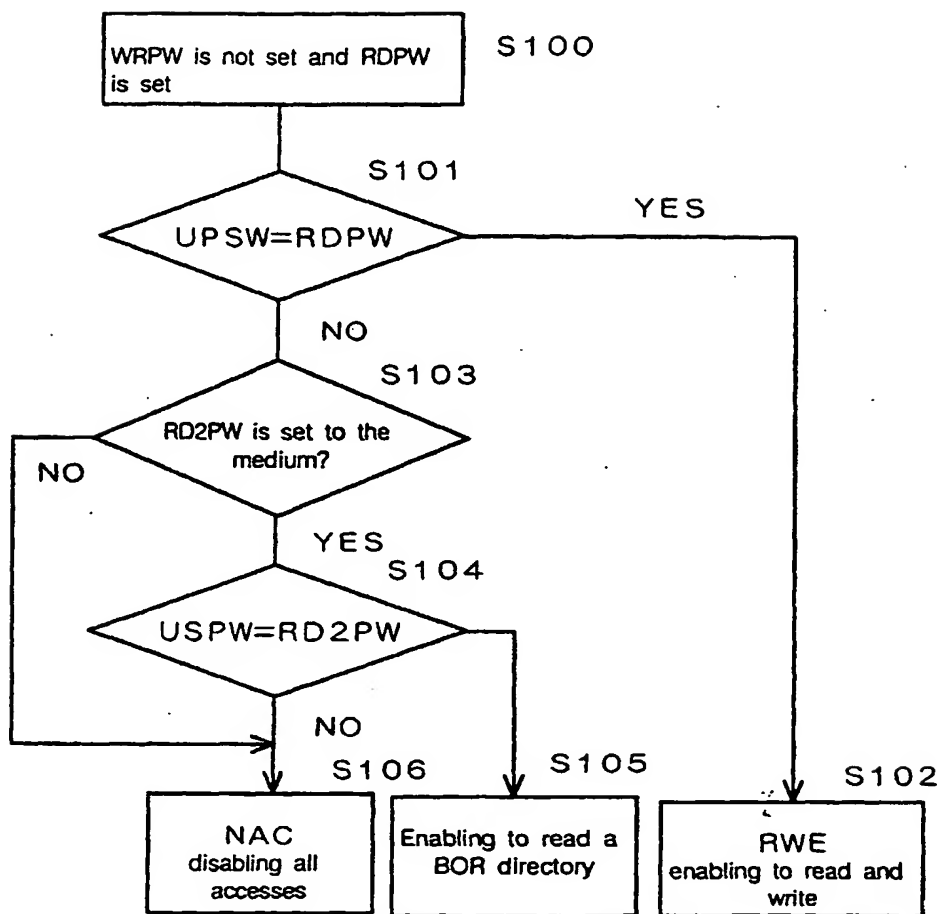 S100
WRPW is not set and RDPW
is set
S101
YES
UPSW=RDPW
NO
S103
RD2PW is set to the
medium?
NO
YES
S104
USPW=RD2PW
NO
S106
S105
S102
NAC
disabling all
accesses
Enabling to read a
BOR directory
RWE
enabling to read and
write